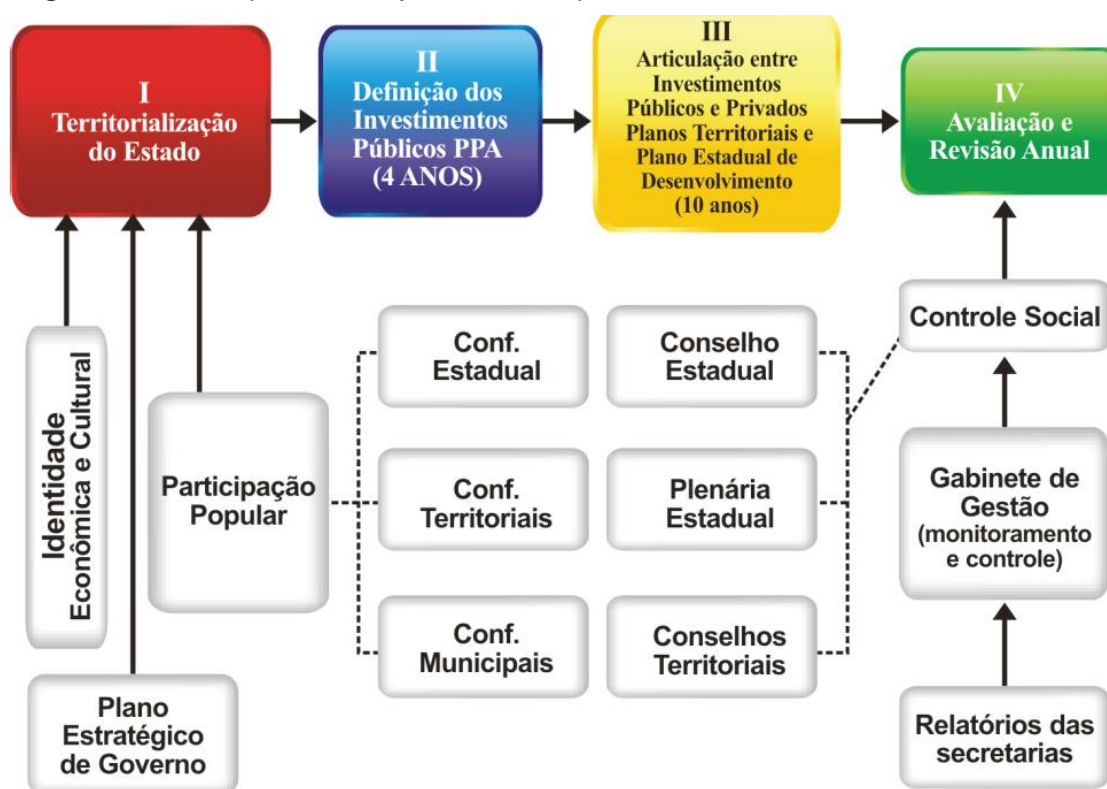 I
Territorialização
do Estado
II
Definição dos
Investimentos
Públicos PPA
(4 ANOS)
III
Articulação entre
Investimentos
Públicos e Privados
Planos Territoriais e
Plano Estadual de
Desenvolvimento
(10 anos)
IV
Avaliação e
Revisão Anual
Identidade
Econômica e Cultural
Plano
Estratégico
de Governo
Participação
Popular
Conf.
Estadual
Conf.
Territoriais
Conf.
Municipais
Conselho
Estadual
Plenária
Estadual
Conselhos
Territoriais
Controle Social
Gabinete de
Gestão
(monitoramento
e controle)
Relatórios das
secretarias